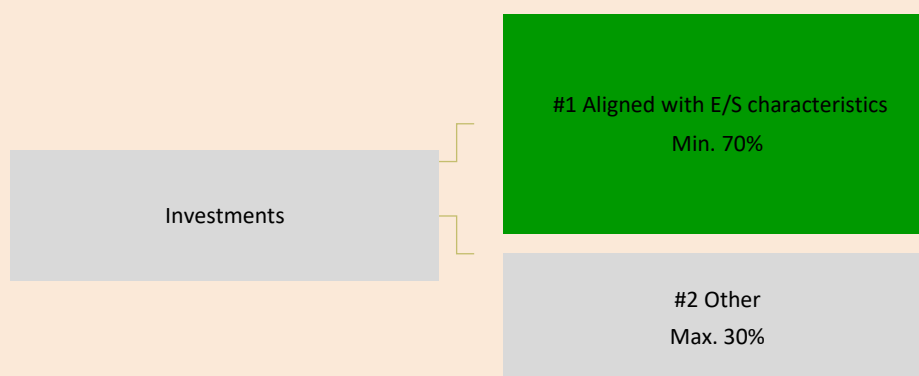 #1 Aligned with E/S characteristics
Min. 70%
Investments
#2 Other
Max. 30%